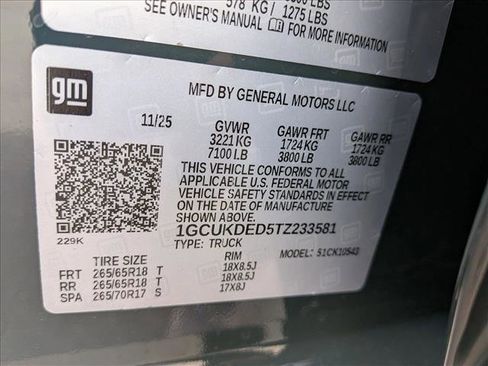 578 KG / 1275 LBS
SEE OWNER'S MANUAL FOR MORE INFORMATION
gm
MFD BY GENERAL MOTORS LLC
11/25 GVWR GAWR FRT GAWR RR
3221 KG 1724 KG 1724 KG
7100 LB 3800 LB 3800 LB
THIS VEHICLE CONFORMS TO ALL
APPLICABLE U.S. FEDERAL MOTOR
VEHICLE SAFETY STANDARDS IN EFFECT
ON THE DATE OF MANUFACTURE
SHOWN ABOVE.
229K
1GCUKDED5TZ233581
TYPE: TRUCK 51CK10543
TIRE SIZE RIM
FRT 265/65R18 T 18X8.5J
RR 265/65R18 T 18X8.5J
SPA 265/70R17 S 17X8J